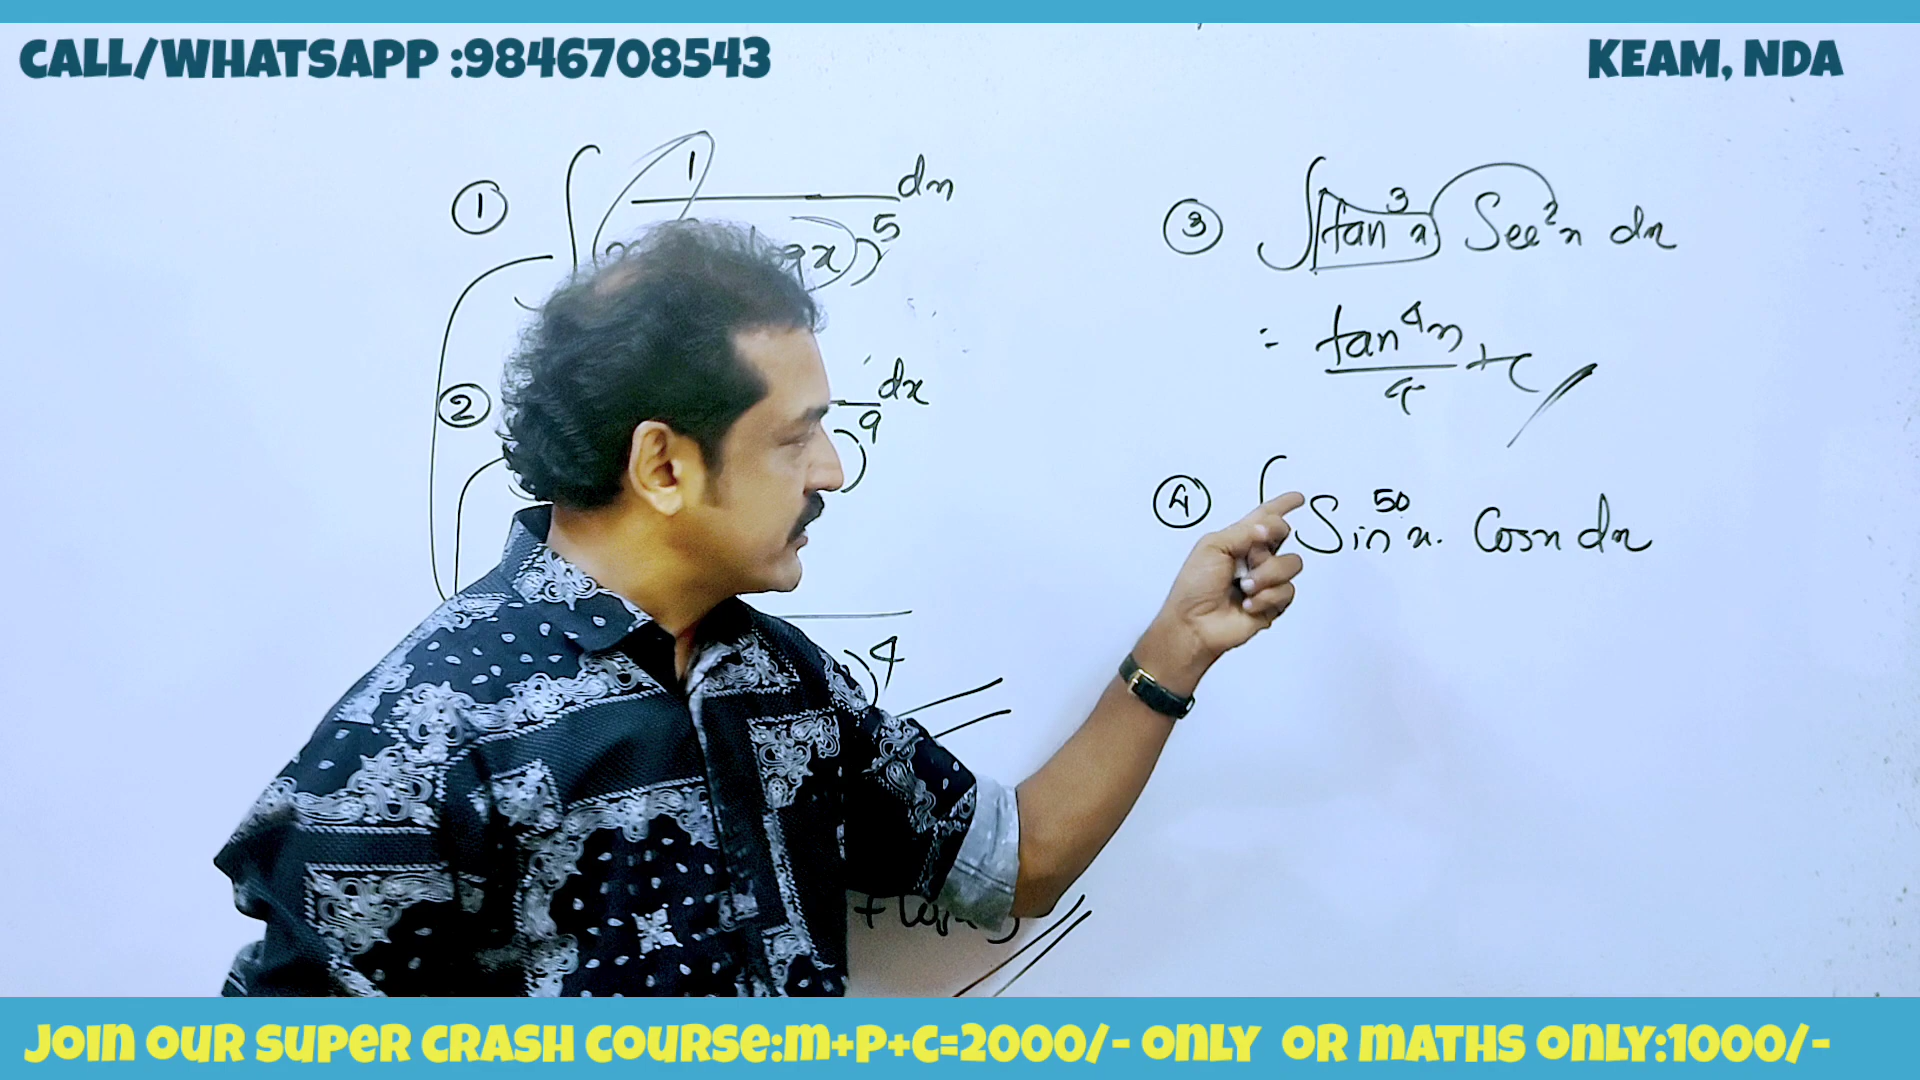 CALL/WHATSAPP :9846708543
KEAM, NDA
① ∫ 1 dx
x)⁵
② dx
)⁹
)⁴
③ ∫ tan³x Sec²x dx
= tan⁴x / 4 + c
④ ∫ Sin⁵⁰x. Cosx dx
JOIN OUR SUPER CRASH COURSE:M+P+C=2000/- ONLY OR MATHS ONLY:1000/-